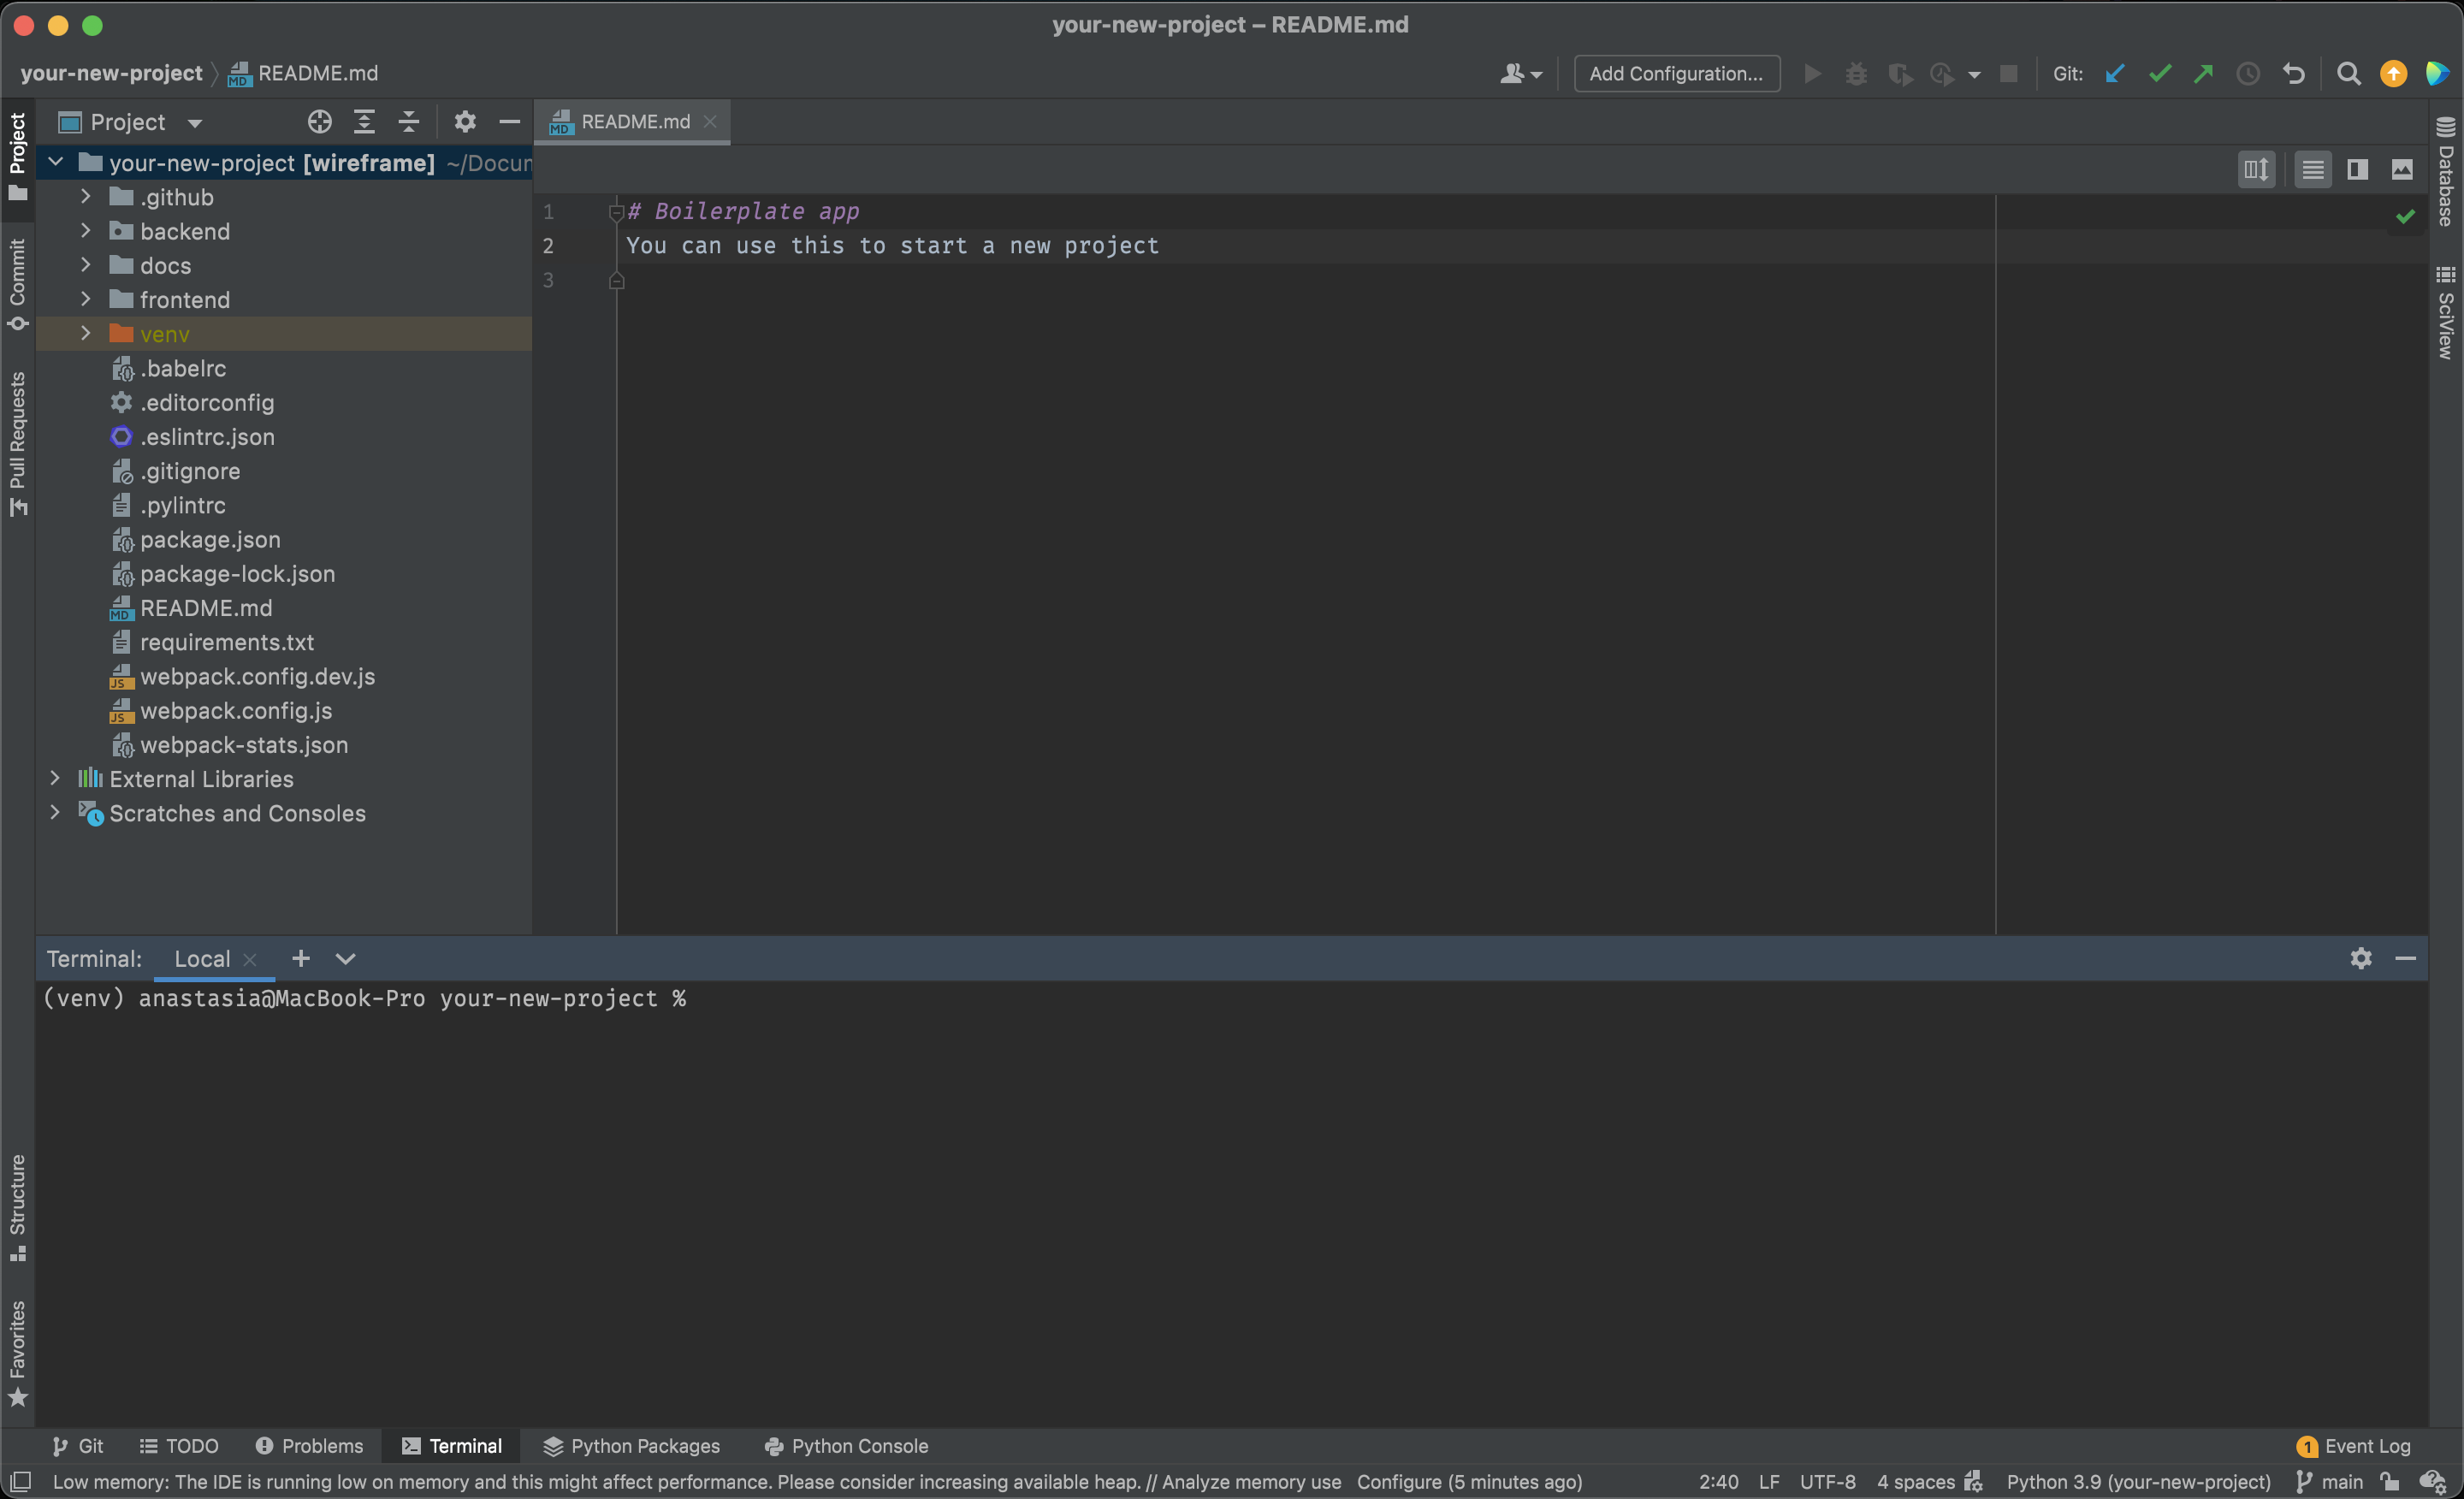 your-new-project – README.md
your-new-project README.md
Add Configuration...
Git:
Project
README.md
your-new-project [wireframe] ~/Docum
.github
backend
docs
frontend
venv
.babelrc
.editorconfig
.eslintrc.json
.gitignore
.pylintrc
package.json
package-lock.json
README.md
requirements.txt
webpack.config.dev.js
webpack.config.js
webpack-stats.json
External Libraries
Scratches and Consoles
Project
Commit
Pull Requests
Structure
Favorites
1 # Boilerplate app
2 You can use this to start a new project
3
Database
SciView
Terminal: Local
(venv) anastasia@MacBook-Pro your-new-project %
Git TODO Problems Terminal Python Packages Python Console
1 Event Log
Low memory: The IDE is running low on memory and this might affect performance. Please consider increasing available heap. // Analyze memory use Configure (5 minutes ago)
2:40 LF UTF-8 4 spaces Python 3.9 (your-new-project) main